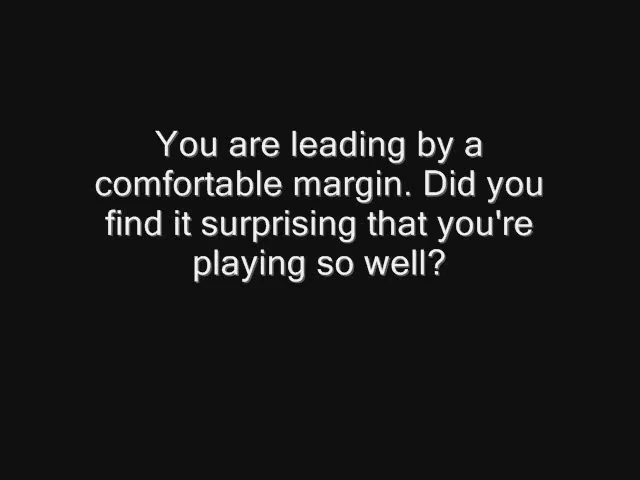 You are leading by a
comfortable margin. Did you
find it surprising that you're
playing so well?